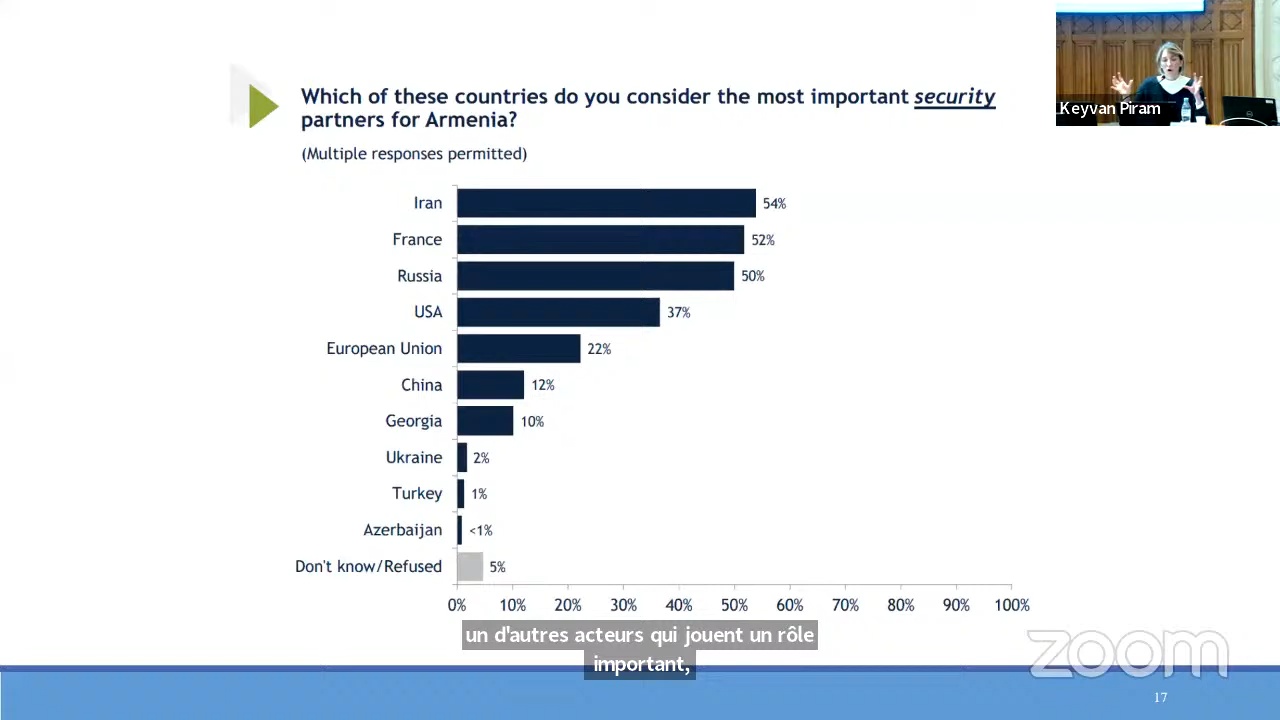 Which of these countries do you consider the most important security
partners for Armenia?
(Multiple responses permitted)
Keyvan Piram
Iran 54%
France 52%
Russia 50%
USA 37%
European Union 22%
China 12%
Georgia 10%
Ukraine 2%
Turkey 1%
Azerbaijan <1%
Don't know/Refused 5%
0% 10% 20% 30% 40% 50% 60% 70% 80% 90% 100%
un d'autres acteurs qui jouent un rôle
important,
zoom
17